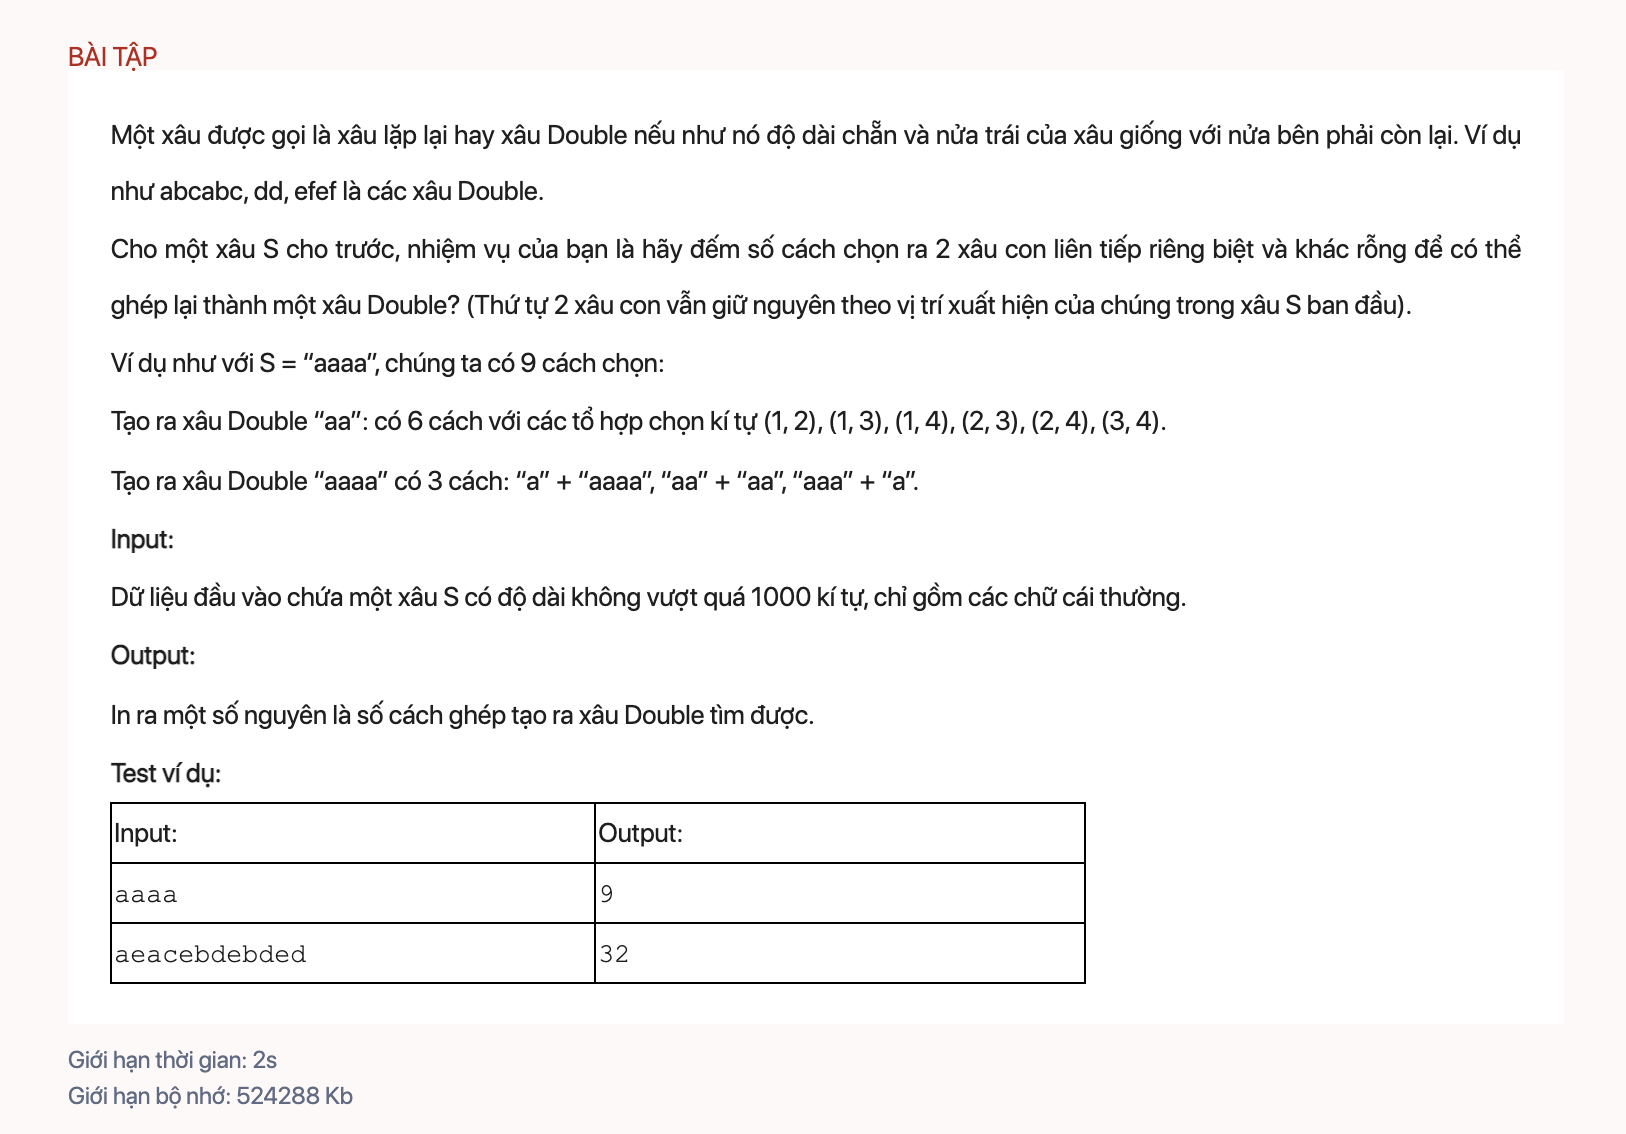 BÀI TẬP
Một xâu được gọi là xâu lặp lại hay xâu Double nếu như nó độ dài chẵn và nửa trái của xâu giống với nửa bên phải còn lại. Ví dụ
như abcabc, dd, efef là các xâu Double.
Cho một xâu S cho trước, nhiệm vụ của bạn là hãy đếm số cách chọn ra 2 xâu con liên tiếp riêng biệt và khác rỗng để có thể
ghép lại thành một xâu Double? (Thứ tự 2 xâu con vẫn giữ nguyên theo vị trí xuất hiện của chúng trong xâu S ban đầu).
Ví dụ như với S = “aaaa”, chúng ta có 9 cách chọn:
Tạo ra xâu Double “aa”: có 6 cách với các tổ hợp chọn kí tự (1, 2), (1, 3), (1, 4), (2, 3), (2, 4), (3, 4).
Tạo ra xâu Double “aaaa” có 3 cách: “a” + “aaaa”, “aa” + “aa”, “aaa” + “a”.
Input:
Dữ liệu đầu vào chứa một xâu S có độ dài không vượt quá 1000 kí tự, chỉ gồm các chữ cái thường.
Output:
In ra một số nguyên là số cách ghép tạo ra xâu Double tìm được.
Test ví dụ:
Input: Output:
aaaa 9
aeacebdebded 32
Giới hạn thời gian: 2s
Giới hạn bộ nhớ: 524288 Kb